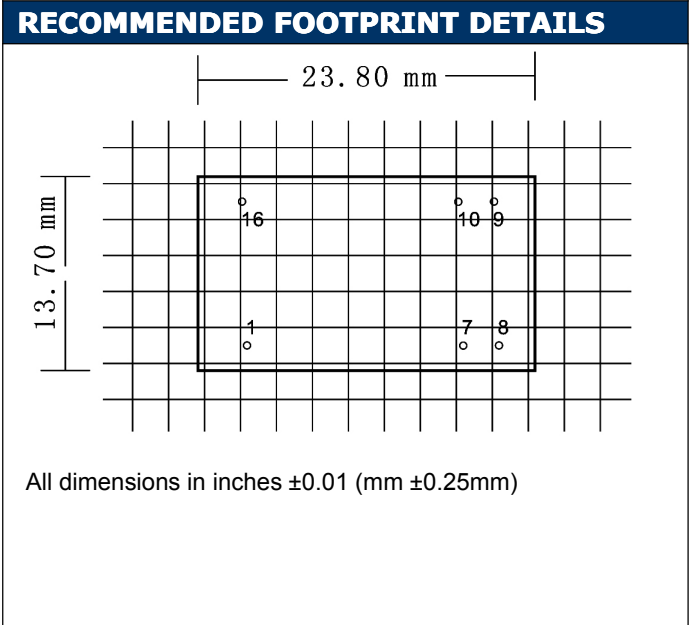 RECOMMENDED FOOTPRINT DETAILS
23.80 mm
13.70 mm
16 10 9
1 7 8
All dimensions in inches ±0.01 (mm ±0.25mm)